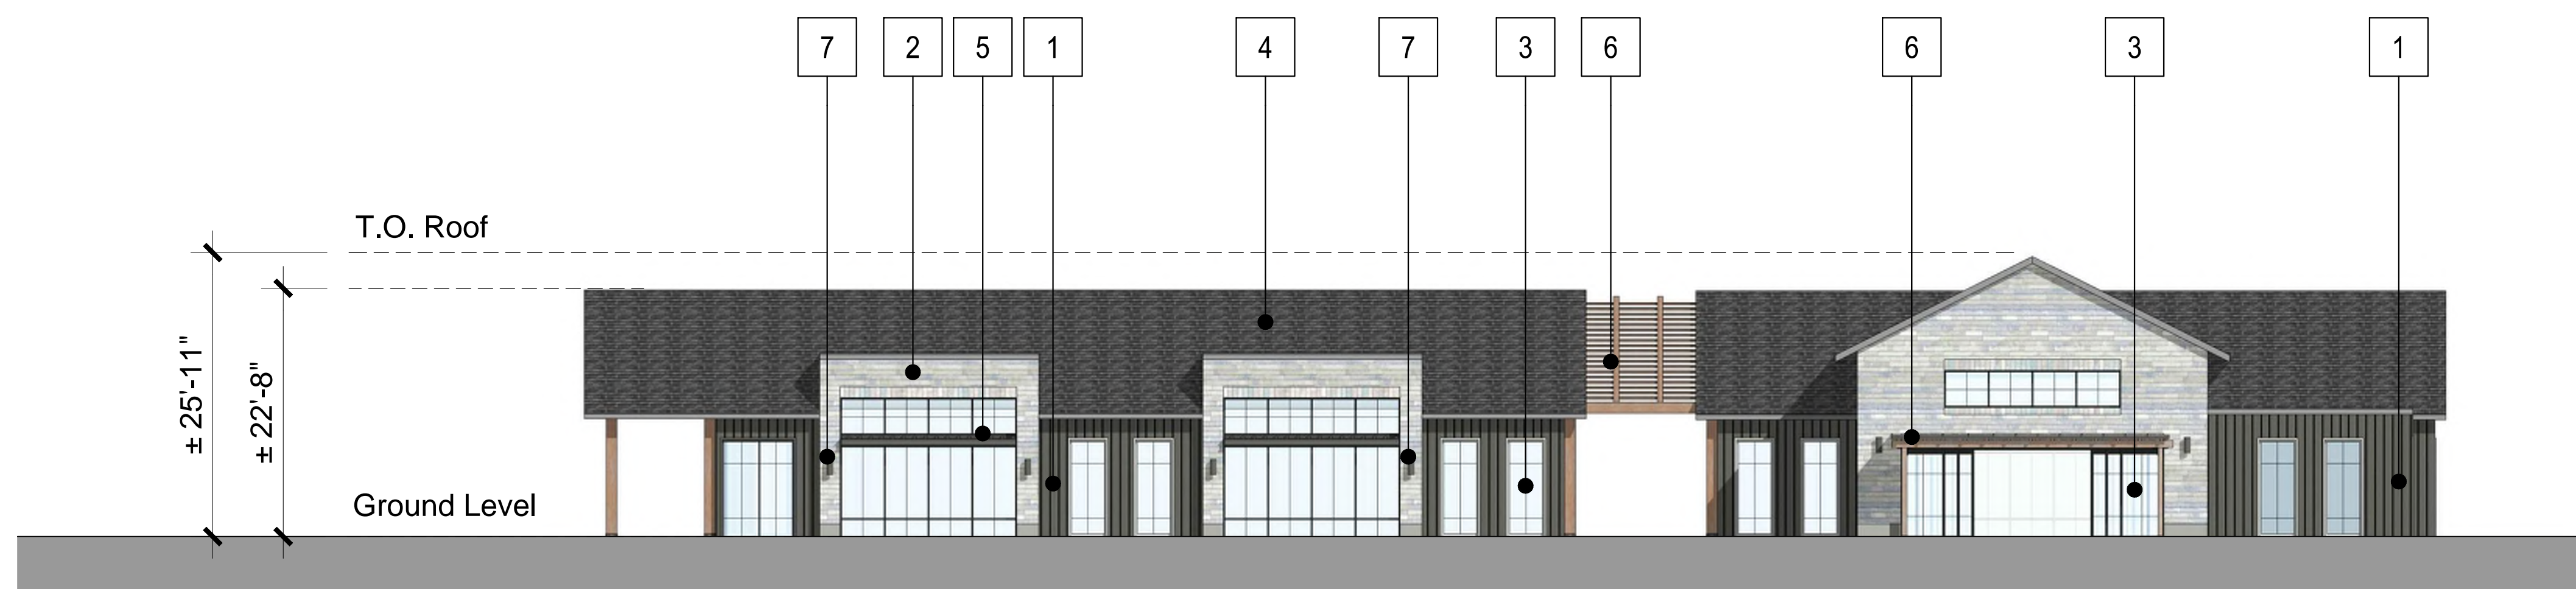 7 2 5 1 4 7 3 6 6 3 1
T.O. Roof
± 25'-11"
± 22'-8"
Ground Level